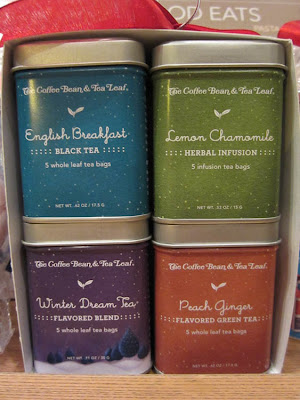 OD EATS
The Coffee Bean & Tea Leaf.
English Breakfast
BLACK TEA
5 whole leaf tea bags
The Coffee Bean & Tea Leaf.
Lemon Chamomile
HERBAL INFUSION
5 infusion tea bags
The Coffee Bean & Tea Leaf.
Winter Dream Tea
FLAVORED BLEND
5 whole leaf tea bags
The Coffee Bean & Tea Leaf.
Peach Ginger
FLAVORED GREEN TEA
5 whole leaf tea bags